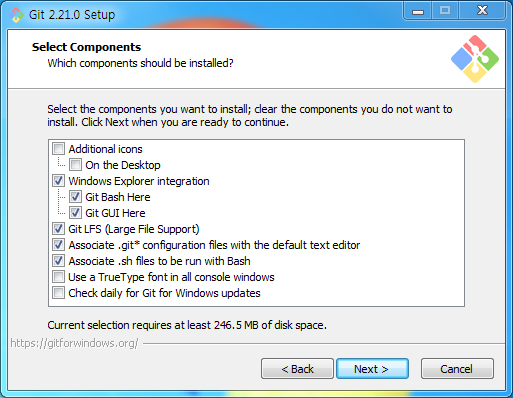 Git 2.21.0 Setup
Select Components
Which components should be installed?
Select the components you want to install; clear the components you do not want to
install. Click Next when you are ready to continue.
Additional icons
On the Desktop
Windows Explorer integration
Git Bash Here
Git GUI Here
Git LFS (Large File Support)
Associate .git* configuration files with the default text editor
Associate .sh files to be run with Bash
Use a TrueType font in all console windows
Check daily for Git for Windows updates
Current selection requires at least 246.5 MB of disk space.
https://gitforwindows.org/
< Back
Next >
Cancel